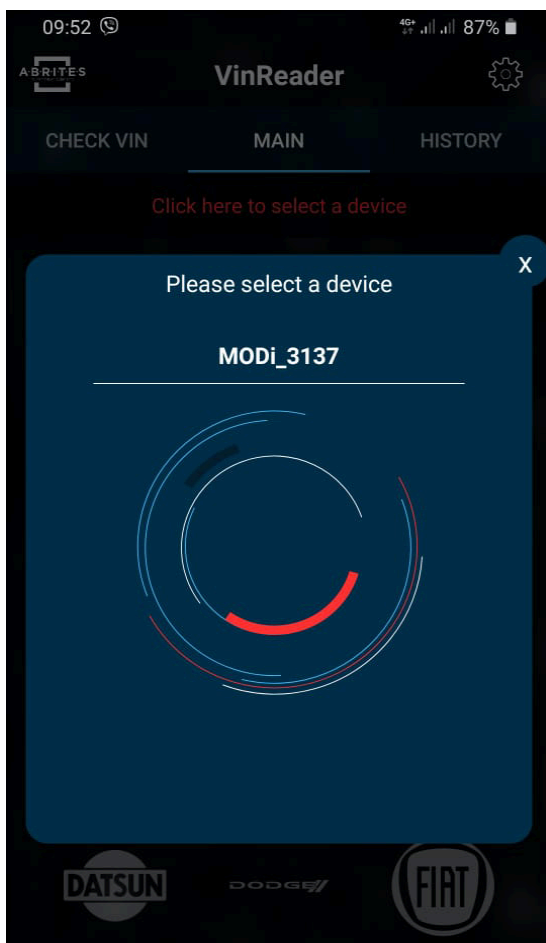 09:52
4G+ 87%
ABRITES
VinReader
CHECK VIN MAIN HISTORY
Click here to select a device
X
Please select a device
MODi_3137
DATSUN DODGE FIAT